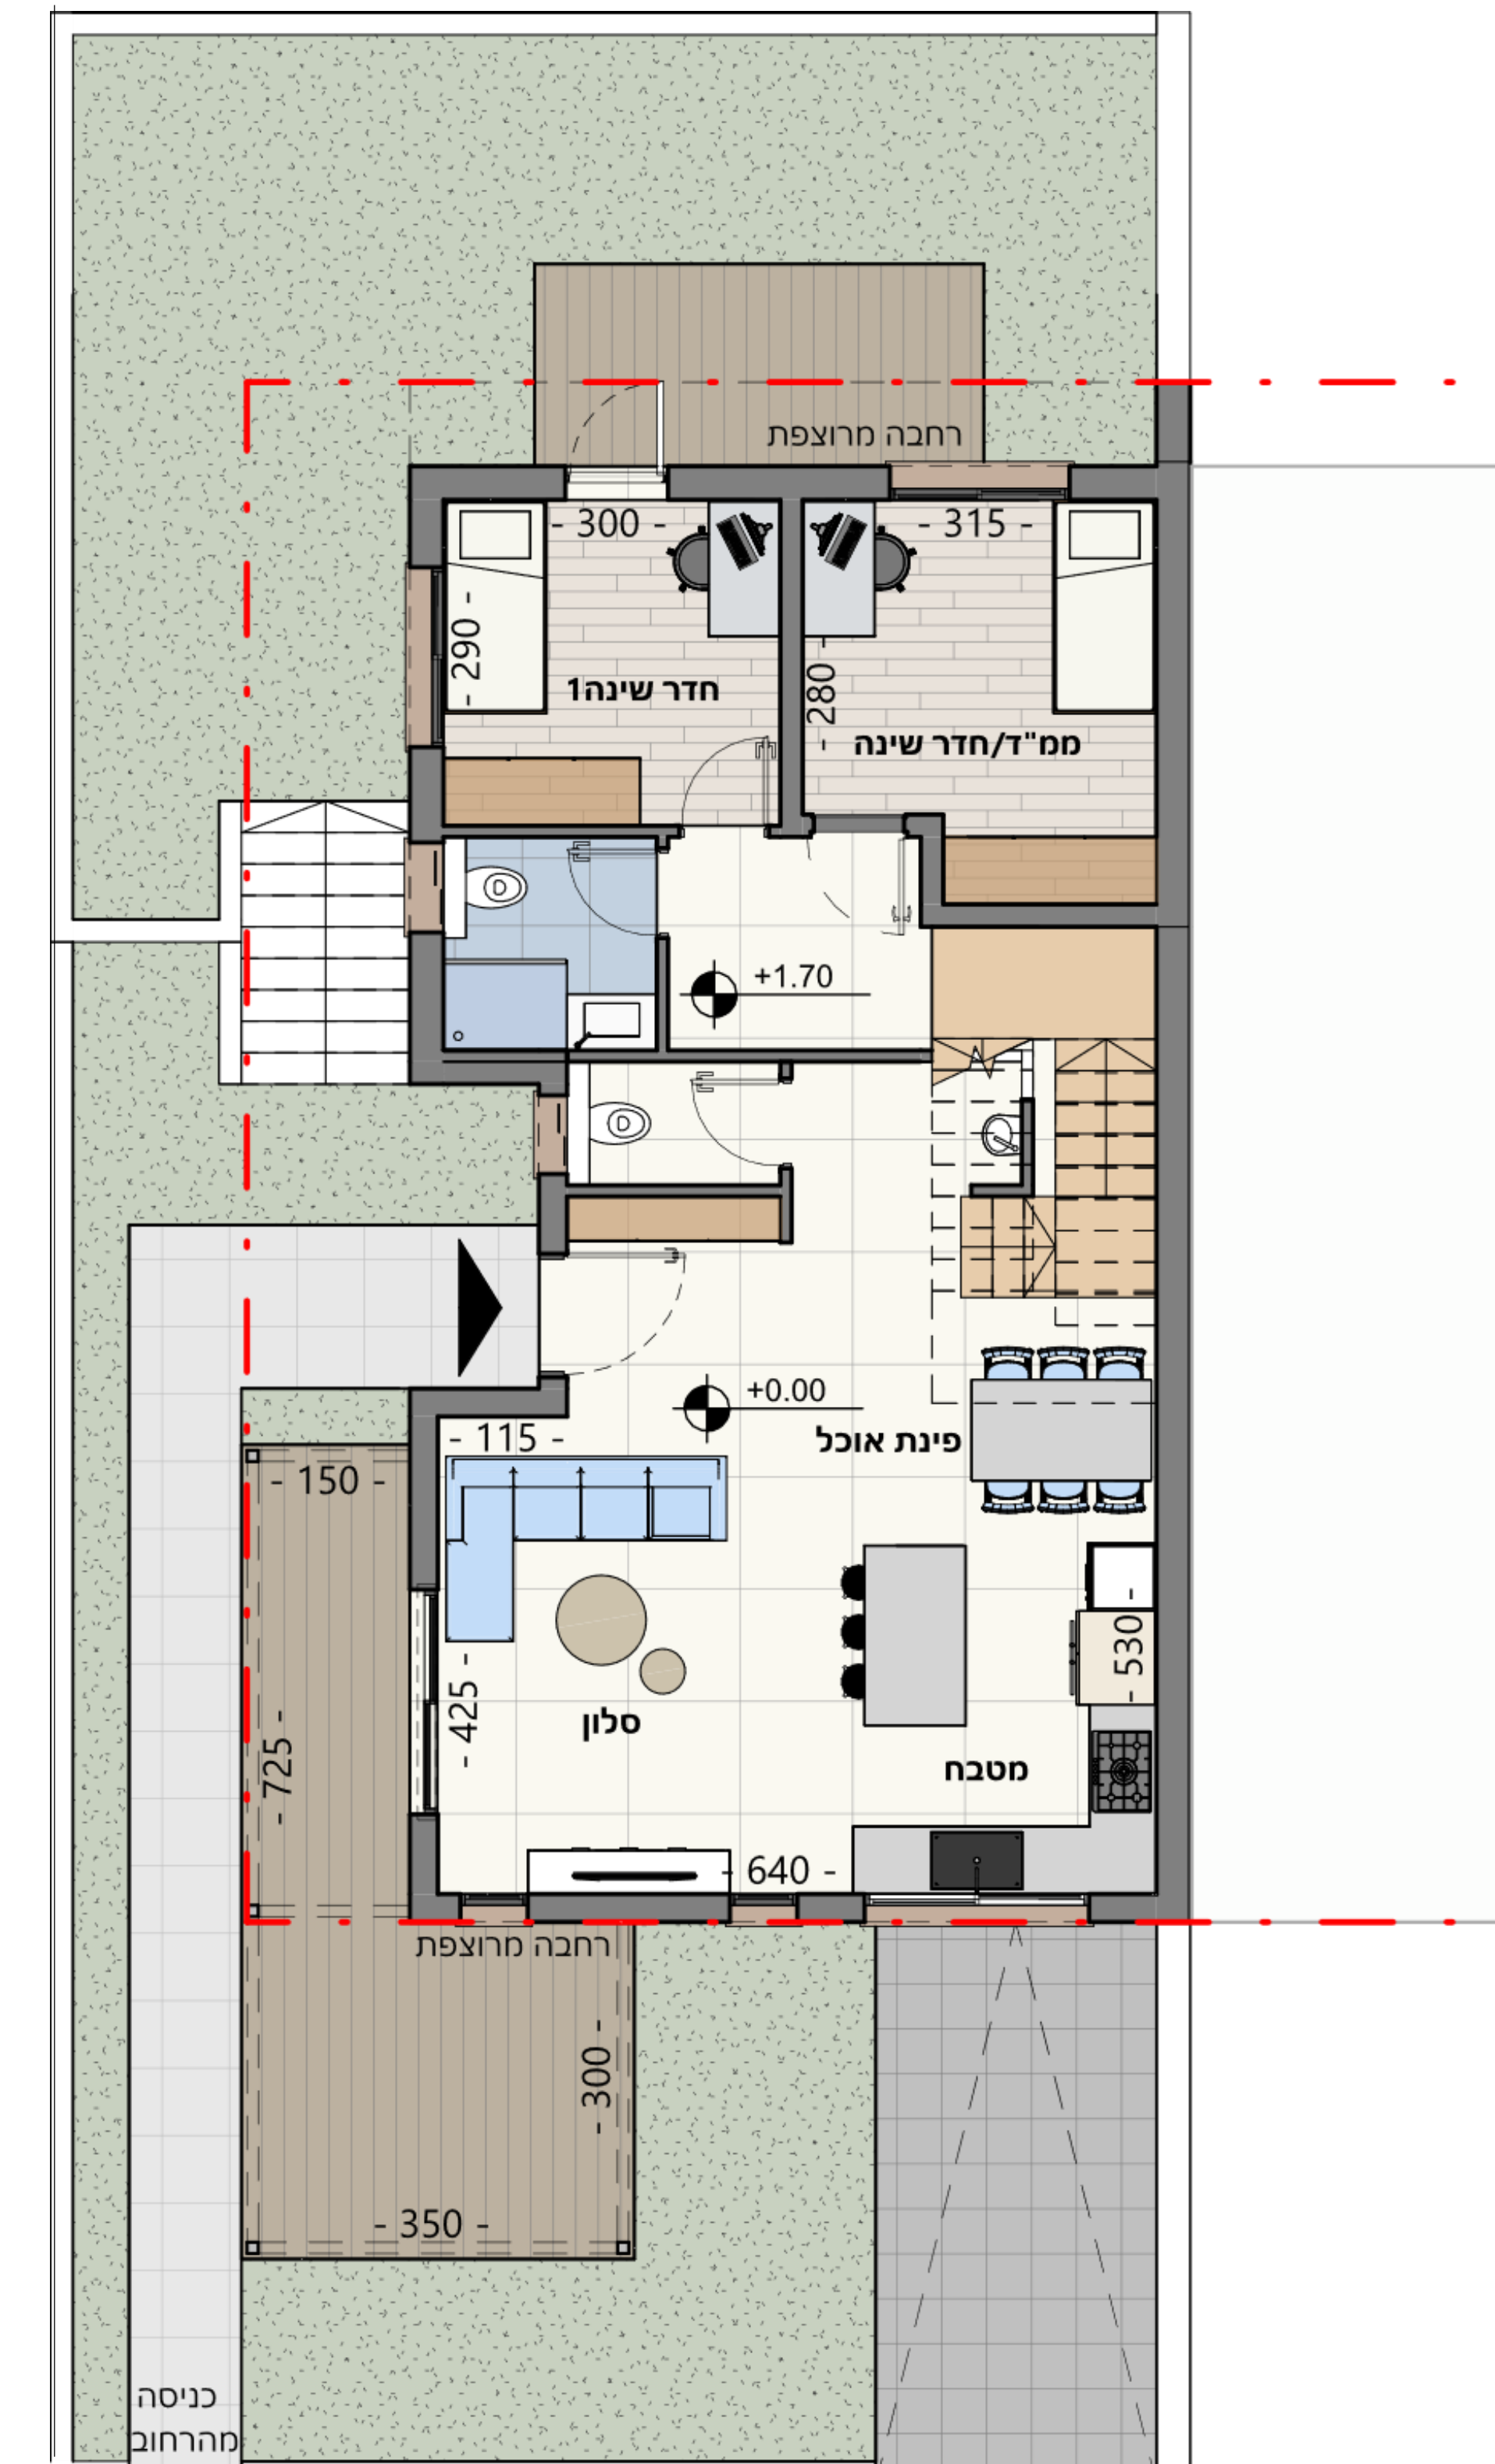 רחבה מרוצפת
- 300 -
- 315 -
- 290 -
- 280 -
חדר שינה1
ממ"ד/חדר שינה
+1.70
+0.00
- 115 -
פינת אוכל
- 150 -
- 530 -
- 425 -
סלון
- 725 -
מטבח
- 640 -
רחבה מרוצפת
- 300 -
- 350 -
כניסה
מהרחוב